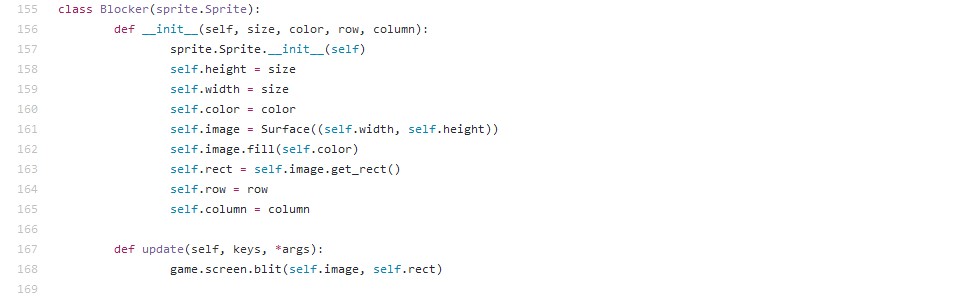 155 class Blocker(sprite.Sprite):
156 def __init__(self, size, color, row, column):
157 sprite.Sprite.__init__(self)
158 self.height = size
159 self.width = size
160 self.color = color
161 self.image = Surface((self.width, self.height))
162 self.image.fill(self.color)
163 self.rect = self.image.get_rect()
164 self.row = row
165 self.column = column
166
167 def update(self, keys, *args):
168 game.screen.blit(self.image, self.rect)
169